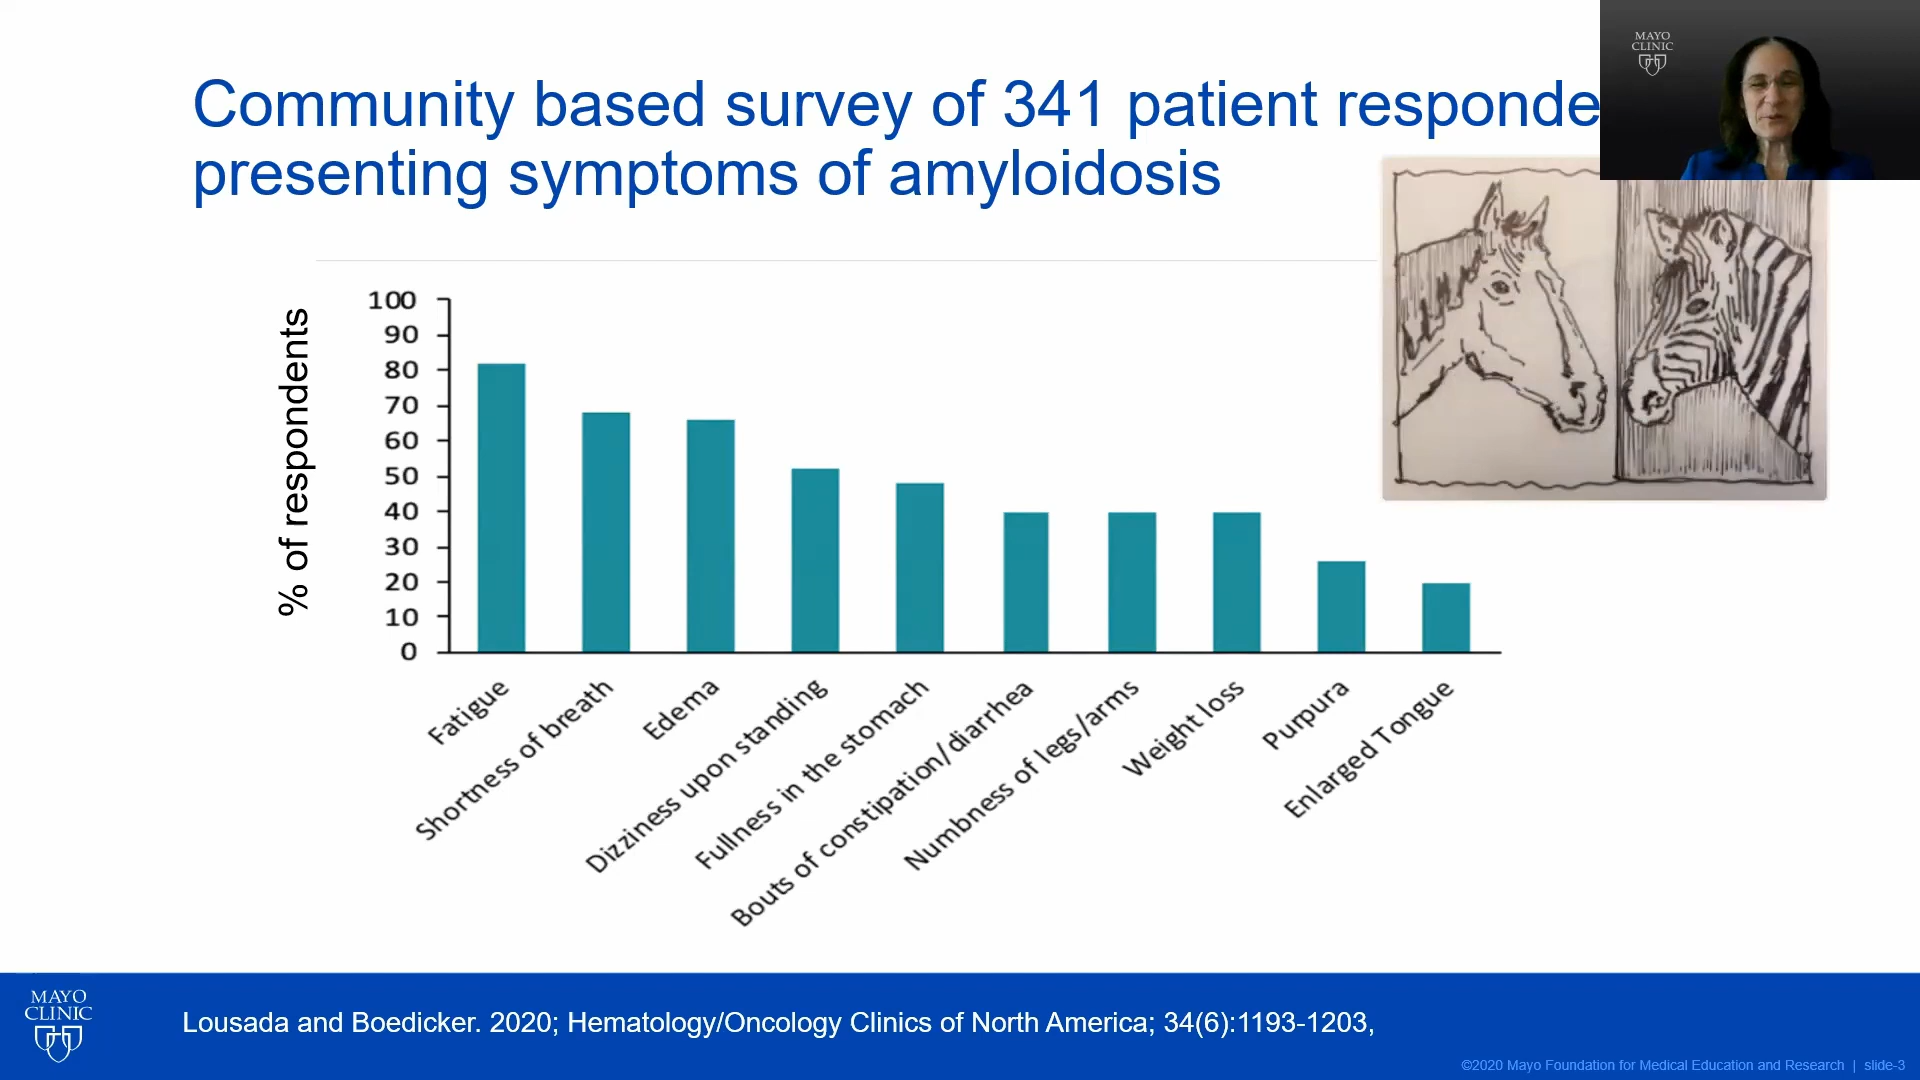 MAYO
CLINIC
Community based survey of 341 patient responde
presenting symptoms of amyloidosis
% of respondents
100
90
80
70
60
50
40
30
20
10
0
Fatigue
Shortness of breath
Edema
Dizziness upon standing
Fullness in the stomach
Bouts of constipation/diarrhea
Numbness of legs/arms
Weight loss
Purpura
Enlarged Tongue
MAYO
CLINIC
Lousada and Boedicker. 2020; Hematology/Oncology Clinics of North America; 34(6):1193-1203,
©2020 Mayo Foundation for Medical Education and Research | slide-3